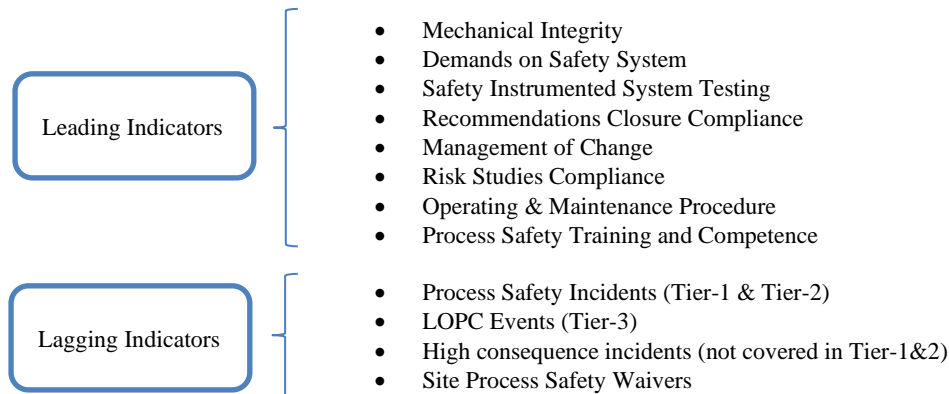 Leading Indicators
• Mechanical Integrity
• Demands on Safety System
• Safety Instrumented System Testing
• Recommendations Closure Compliance
• Management of Change
• Risk Studies Compliance
• Operating & Maintenance Procedure
• Process Safety Training and Competence
Lagging Indicators
• Process Safety Incidents (Tier-1 & Tier-2)
• LOPC Events (Tier-3)
• High consequence incidents (not covered in Tier-1&2)
• Site Process Safety Waivers